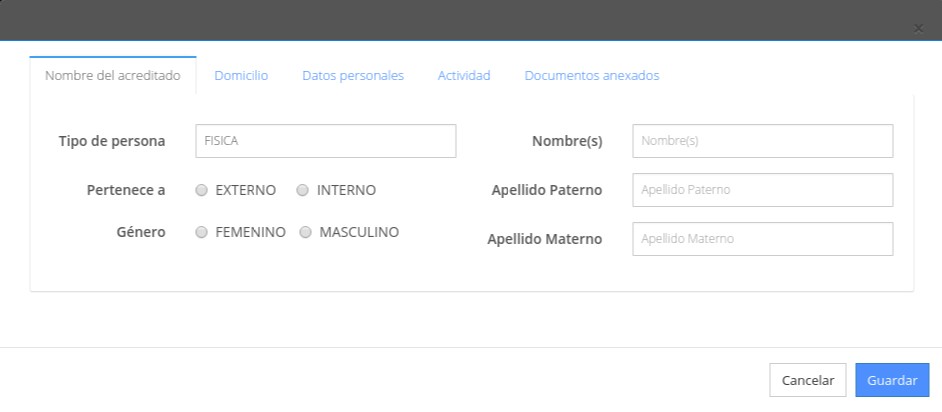 ×
Nombre del acreditado Domicilio Datos personales Actividad Documentos anexados
Tipo de persona FISICA Nombre(s) Nombre(s)
Pertenece a EXTERNO INTERNO Apellido Paterno Apellido Paterno
Género FEMENINO MASCULINO Apellido Materno Apellido Materno
Cancelar Guardar